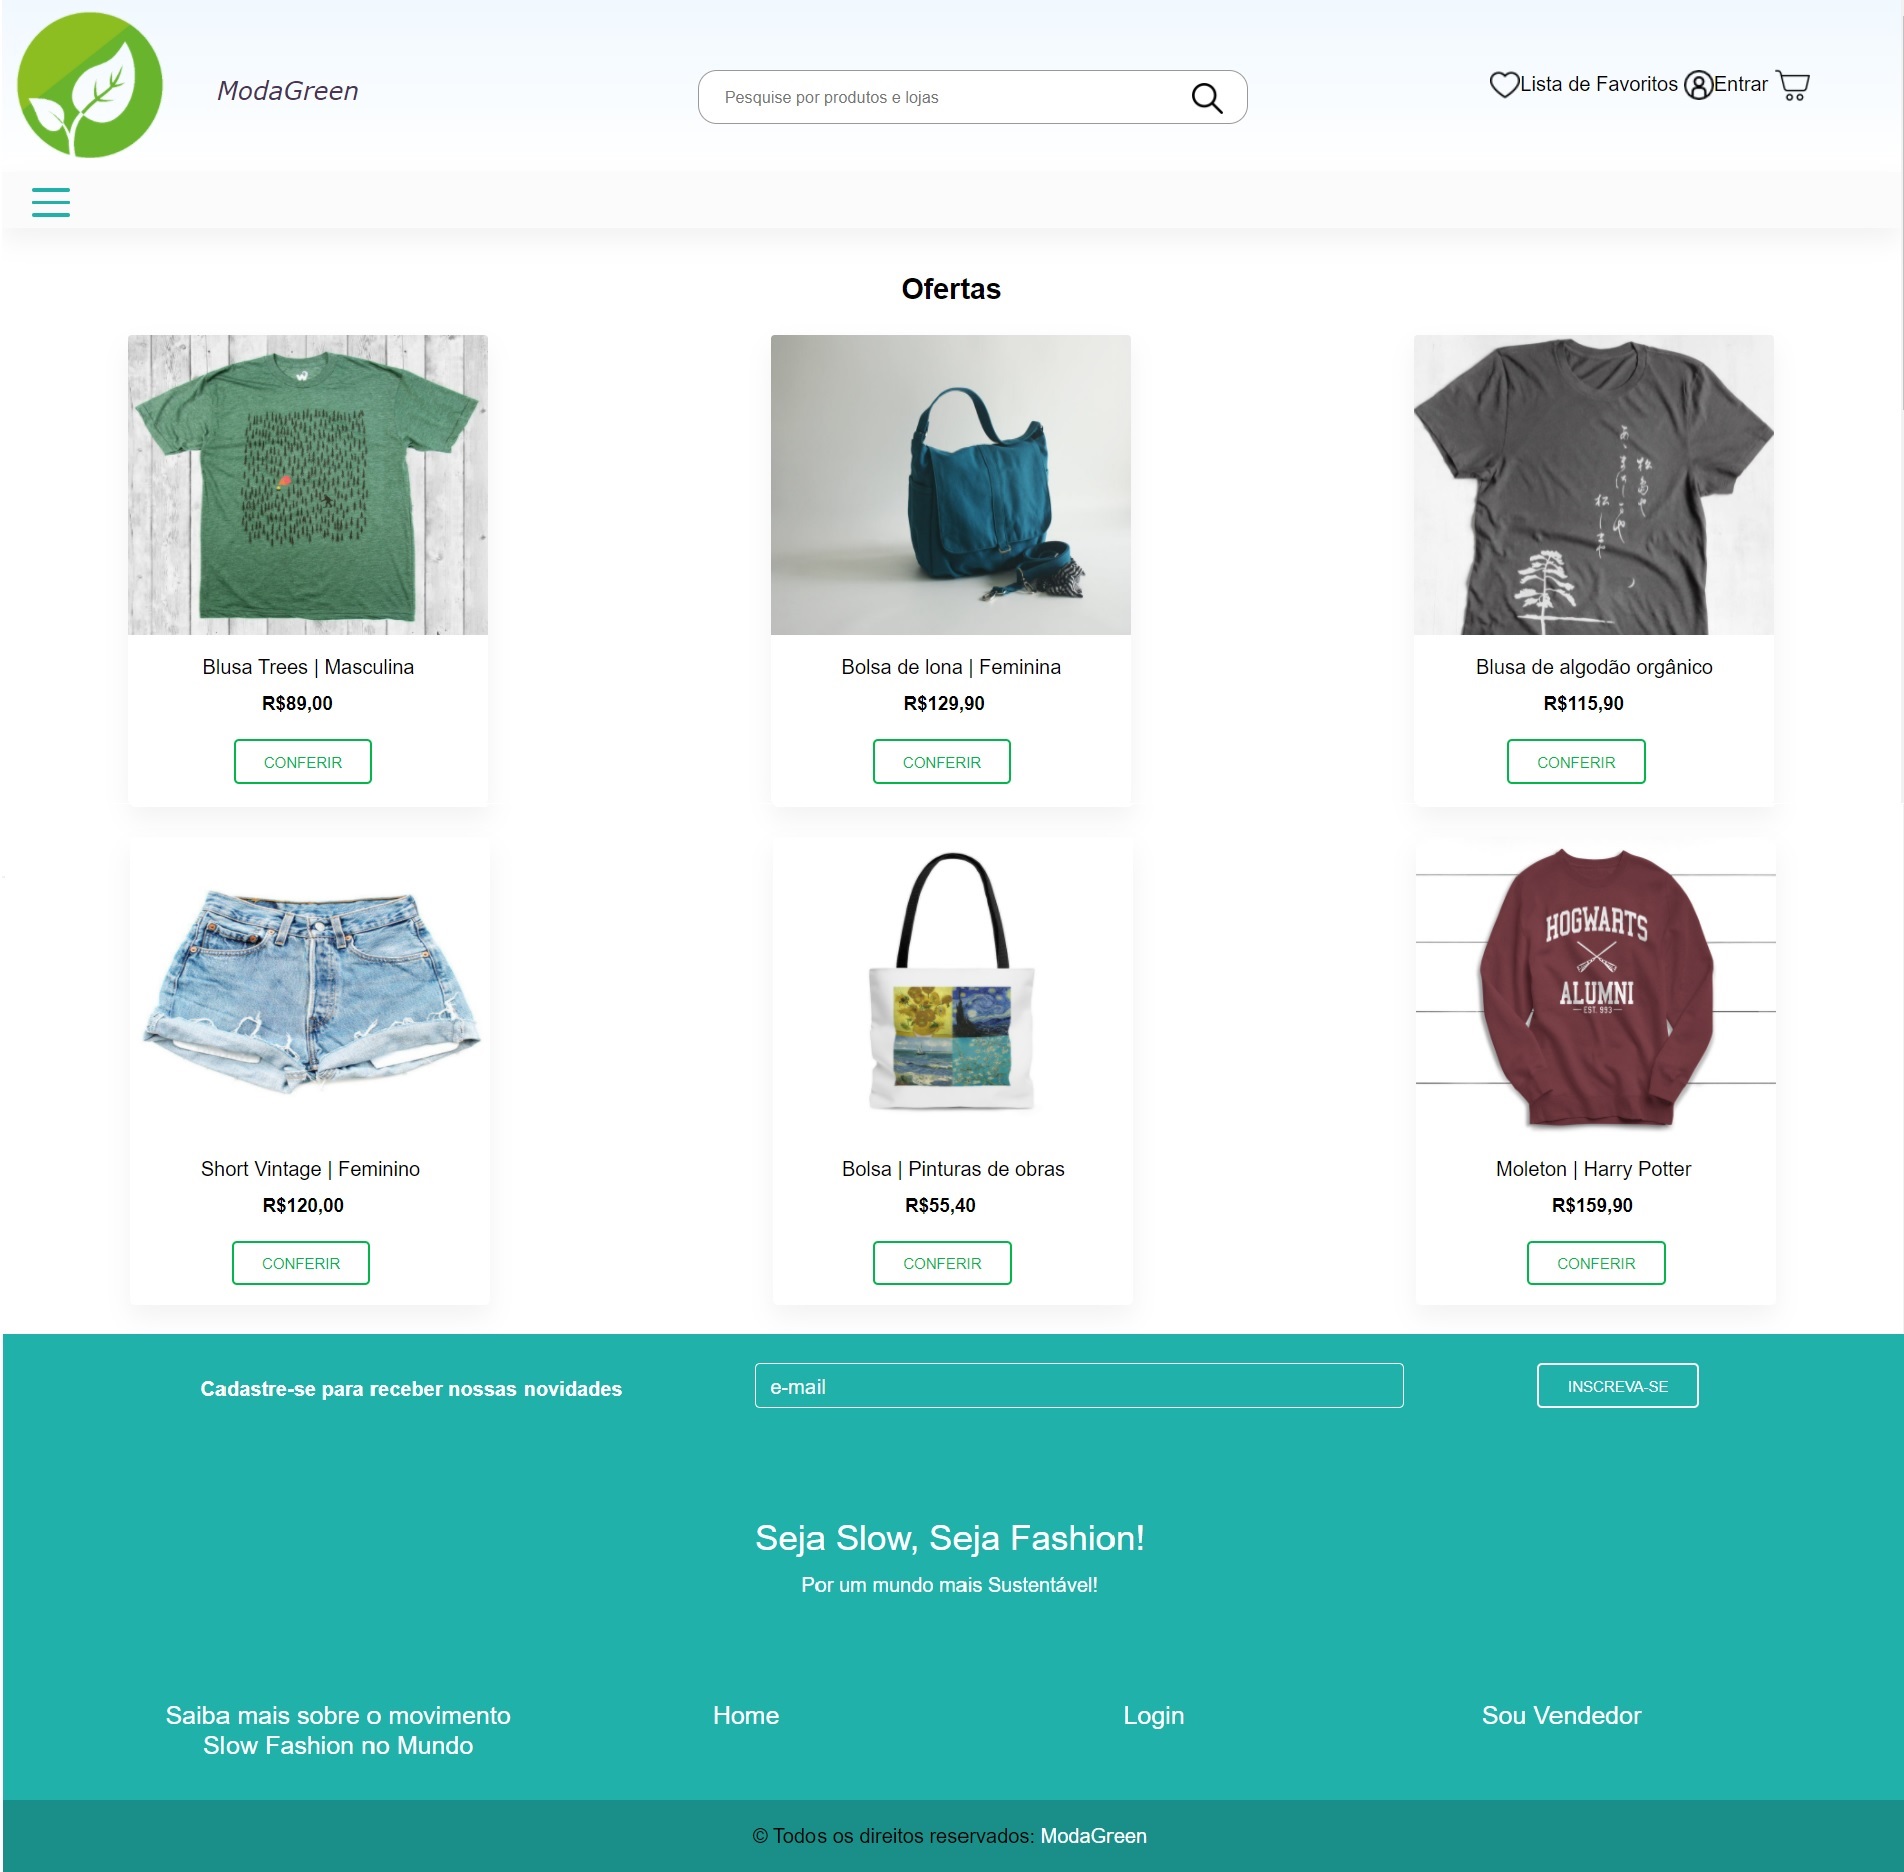 ModaGreen
Pesquise por produtos e lojas
Lista de Favoritos Entrar
Ofertas
Blusa Trees | Masculina
R$89,00
CONFERIR
Bolsa de lona | Feminina
R$129,90
CONFERIR
Blusa de algodão orgânico
R$115,90
CONFERIR
HOGWARTS
ALUMNI
EST. 993
Short Vintage | Feminino
R$120,00
CONFERIR
Bolsa | Pinturas de obras
R$55,40
CONFERIR
Moleton | Harry Potter
R$159,90
CONFERIR
Cadastre-se para receber nossas novidades
e-mail
INSCREVA-SE
Seja Slow, Seja Fashion!
Por um mundo mais Sustentável!
Saiba mais sobre o movimento
Slow Fashion no Mundo
Home
Login
Sou Vendedor
© Todos os direitos reservados: ModaGreen